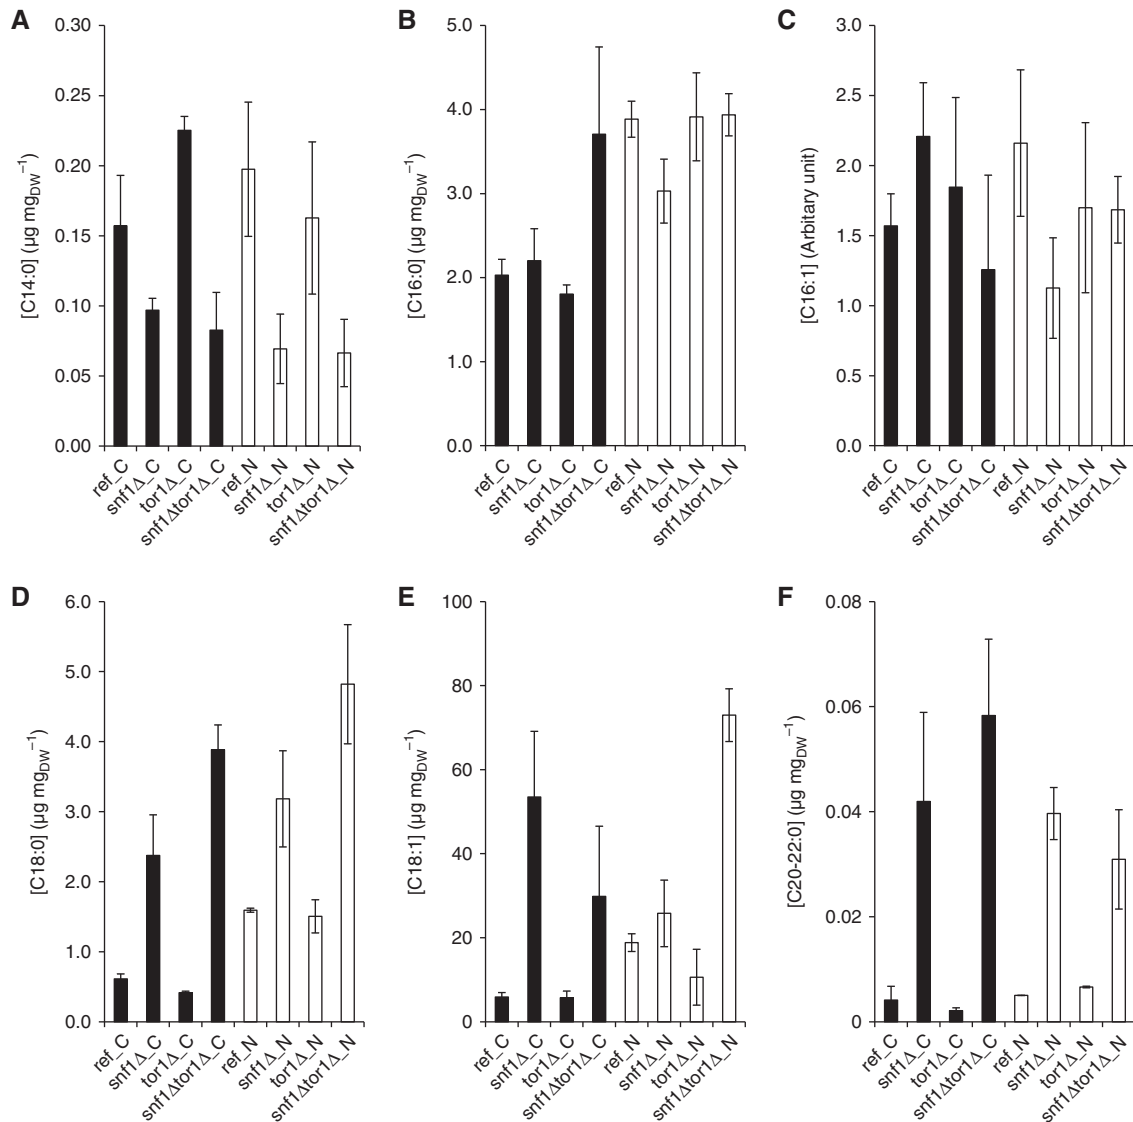 A
[C14:0] (µg mg_DW⁻¹)
0.30
0.25
0.20
0.15
0.10
0.05
0.00
ref_C
snf1Δ_C
tor1Δ_C
snf1Δtor1Δ_C
ref_N
snf1Δ_N
tor1Δ_N
snf1Δtor1Δ_N
B
[C16:0] (µg mg_DW⁻¹)
5.0
4.0
3.0
2.0
1.0
0.0
ref_C
snf1Δ_C
tor1Δ_C
snf1Δtor1Δ_C
ref_N
snf1Δ_N
tor1Δ_N
snf1Δtor1Δ_N
C
[C16:1] (Arbitary unit)
3.0
2.5
2.0
1.5
1.0
0.5
0.0
ref_C
snf1Δ_C
tor1Δ_C
snf1Δtor1Δ_C
ref_N
snf1Δ_N
tor1Δ_N
snf1Δtor1Δ_N
D
[C18:0] (µg mg_DW⁻¹)
6.0
5.0
4.0
3.0
2.0
1.0
0.0
ref_C
snf1Δ_C
tor1Δ_C
snf1Δtor1Δ_C
ref_N
snf1Δ_N
tor1Δ_N
snf1Δtor1Δ_N
E
[C18:1] (µg mg_DW⁻¹)
100
80
60
40
20
0
ref_C
snf1Δ_C
tor1Δ_C
snf1Δtor1Δ_C
ref_N
snf1Δ_N
tor1Δ_N
snf1Δtor1Δ_N
F
[C20-22:0] (µg mg_DW⁻¹)
0.08
0.06
0.04
0.02
0
ref_C
snf1Δ_C
tor1Δ_C
snf1Δtor1Δ_C
ref_N
snf1Δ_N
tor1Δ_N
snf1Δtor1Δ_N